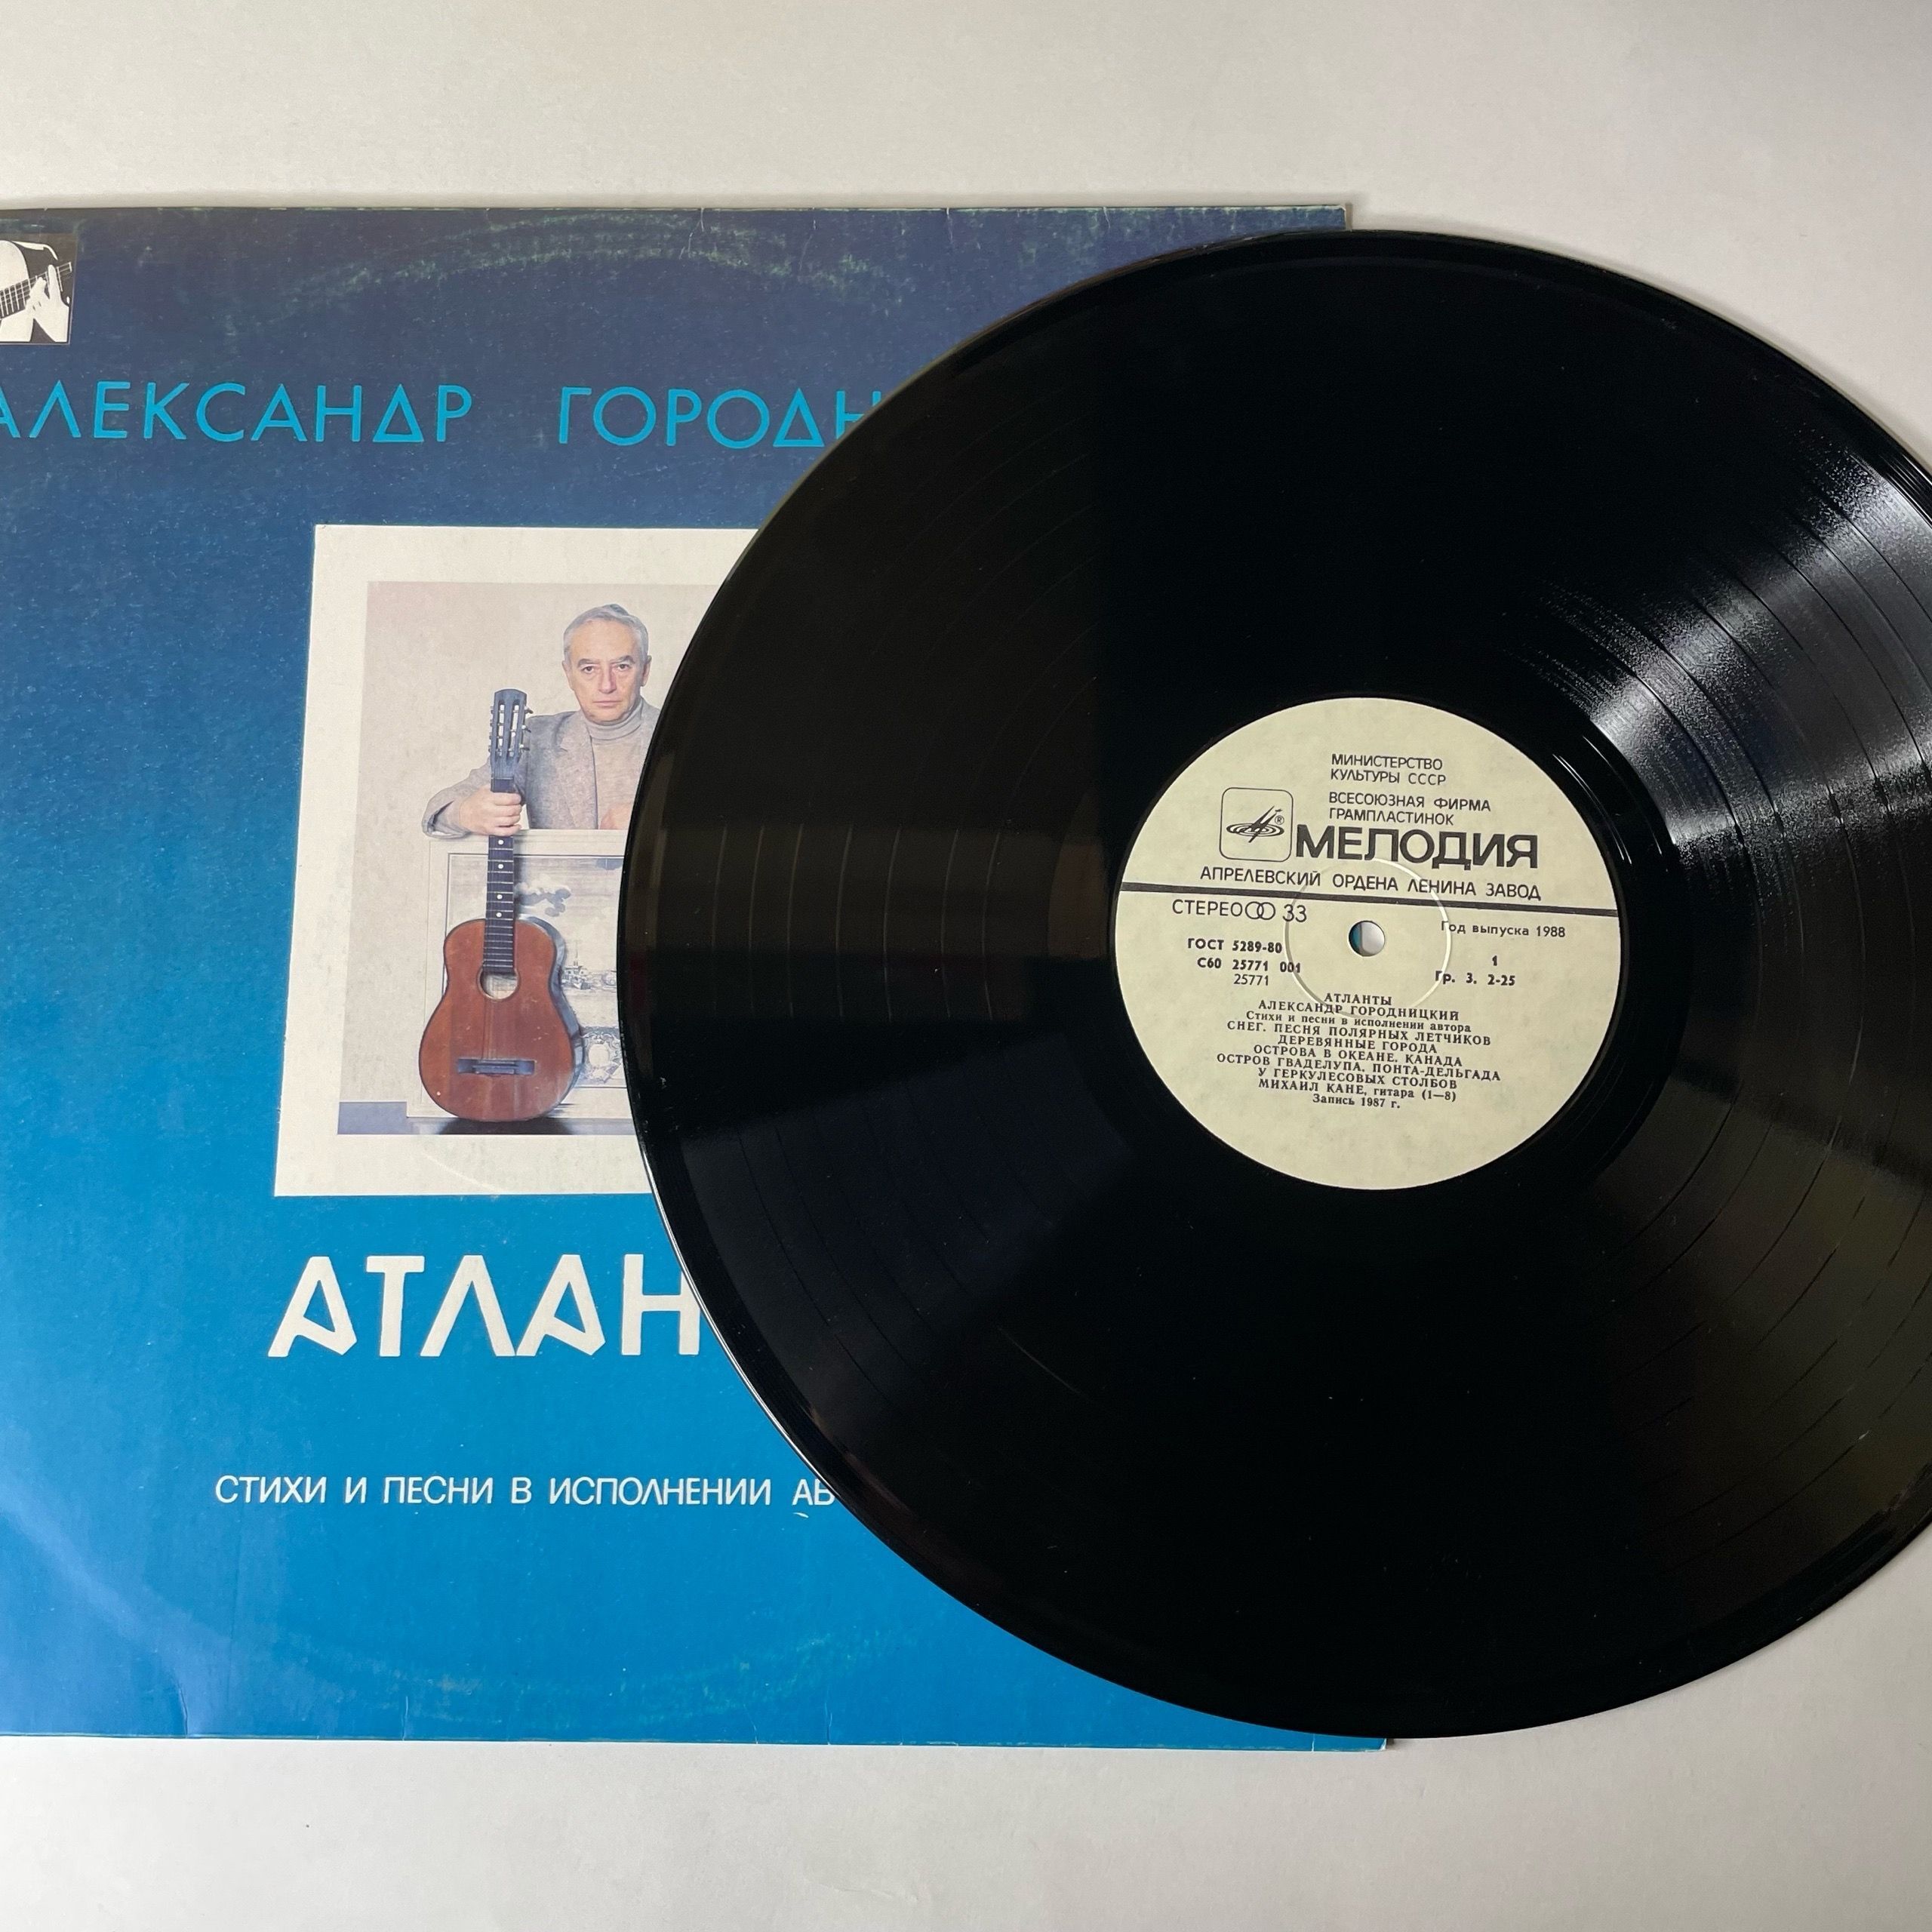 АЛЕКСАНДР ГОРОДН
АТЛАН
СТИХИ И ПЕСНИ В ИСПОЛНЕНИИ АВ
МИНИСТЕРСТВО
КУЛЬТУРЫ СССР
ВСЕСОЮЗНАЯ ФИРМА
ГРАМПЛАСТИНОК
МЕЛОДИЯ
АПРЕЛЕВСКИЙ ОРДЕНА ЛЕНИНА ЗАВОД
СТЕРЕО 33
Год выпуска 1988
ГОСТ 5289-80
С60 25771 001
25771
1
Гр. 3. 2-25
АТЛАНТЫ
АЛЕКСАНДР ГОРОДНИЦКИЙ
Стихи и песни в исполнении автора
СНЕГ. ПЕСНЯ ПОЛЯРНЫХ ЛЕТЧИКОВ
ДЕРЕВЯННЫЕ ГОРОДА
ОСТРОВА В ОКЕАНЕ. КАНАДА
ОСТРОВ ГВАДЕЛУПА. ПОНТА-ДЕЛЬГАДА
У ГЕРКУЛЕСОВЫХ СТОЛБОВ
МИХАИЛ КАНЕ, гитара (1—8)
Запись 1987 г.